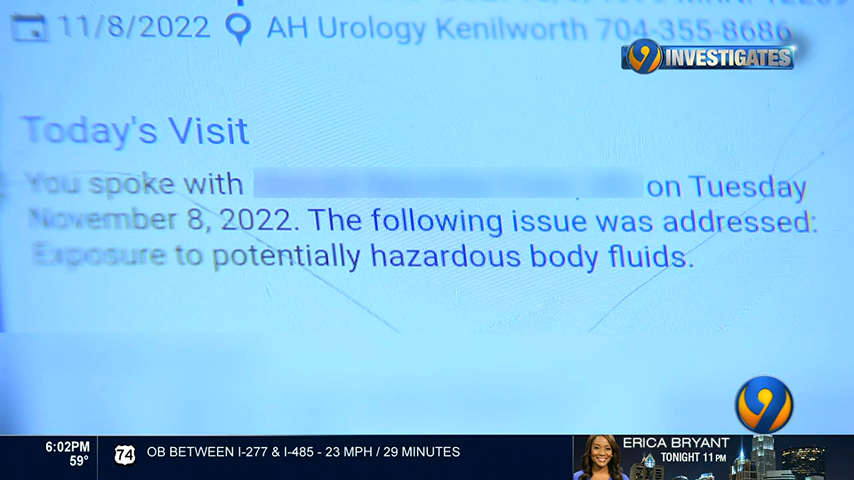 11/8/2022 AH Urology Kenilworth 704-355-8686
9 INVESTIGATES
Today's Visit
You spoke with on Tuesday
November 8, 2022. The following issue was addressed:
Exposure to potentially hazardous body fluids.
9
6:02PM
59°
74 OB BETWEEN I-277 & I-485 - 23 MPH / 29 MINUTES
ERICA BRYANT
TONIGHT 11 PM